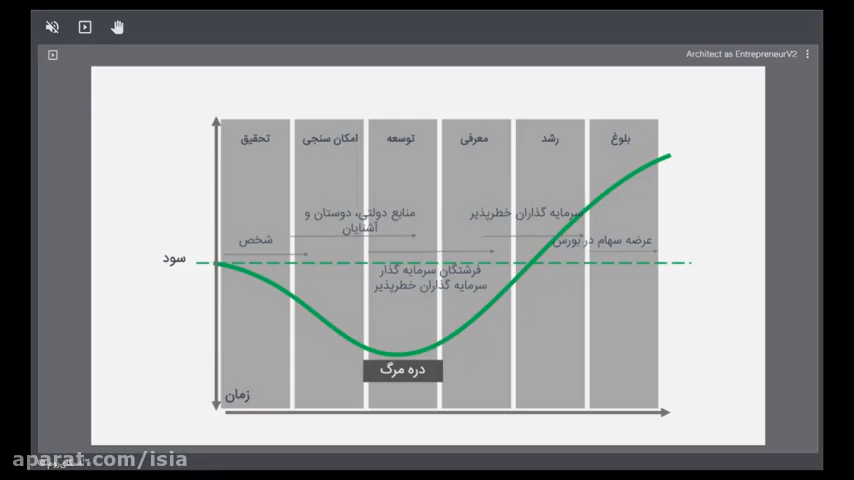 Architect as EntrepreneurV2
تحقیق
امکان سنجی
توسعه
معرفی
رشد
بلوغ
منابع دولتی، دوستان و
آشنایان
سرمایه گذاران خطرپذیر
شخص
عرضه سهام در بورس
سود
فرشتگان سرمایه گذار
سرمایه گذاران خطرپذیر
دره مرگ
زمان
aparat.com/isia